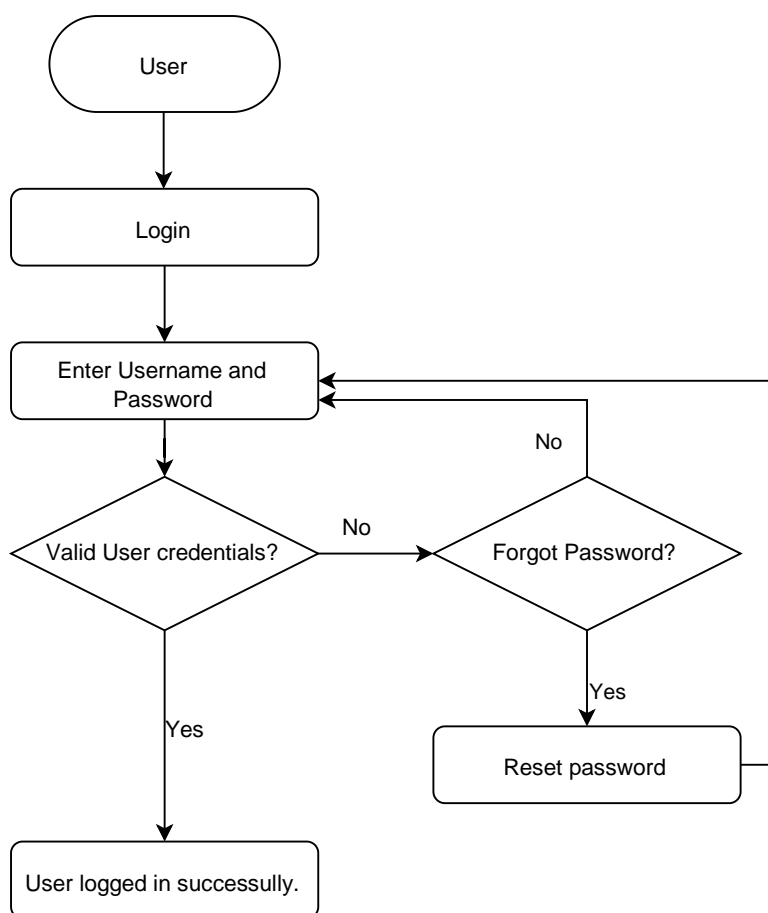 User
Login
Enter Username and
Password
No
No
Valid User credentials?
Forgot Password?
Yes
Yes
Reset password
User logged in successully.